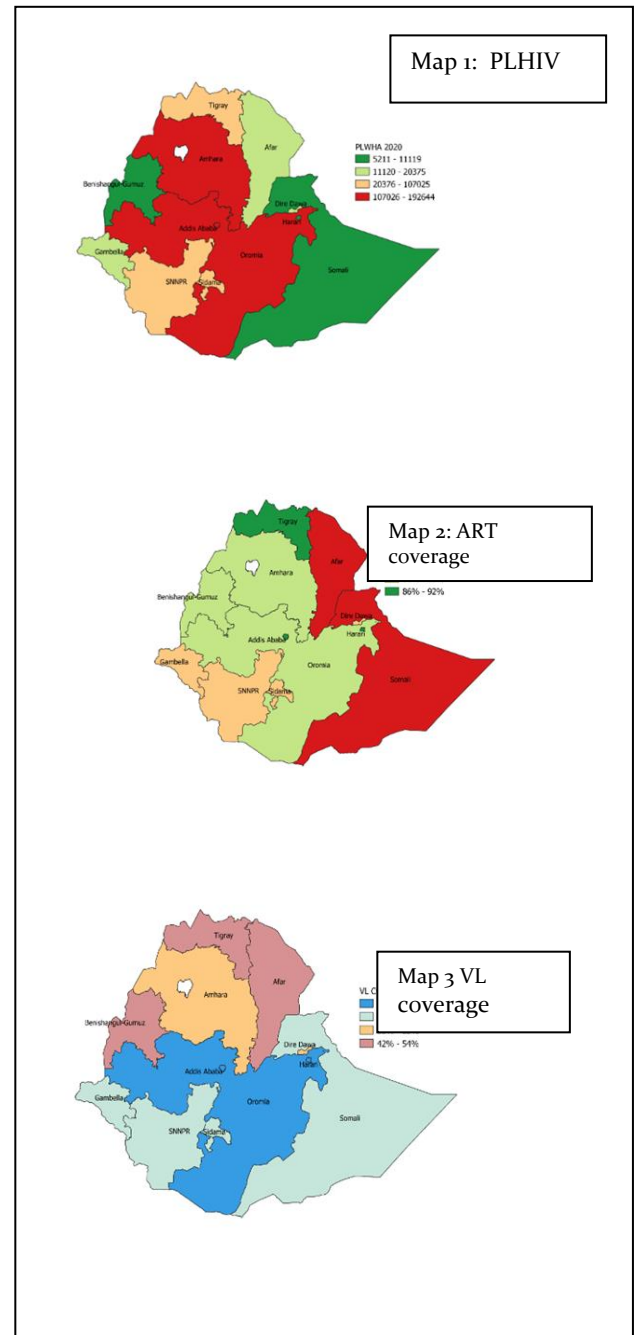 Map 1: PLHIV
Tigray
PLWHA 2020
5211 - 11119
11120 - 20375
20376 - 107025
107026 - 192644
Afar
Amhara
Benishangul-Gumuz
Dire Dawa
Harari
Addis Ababa
Gambella
Oromia
Somali
SNNPR
Sidama
Map 2: ART
coverage
Tigray
86% - 92%
Afar
Amhara
Benishangul-Gumuz
Dire Dawa
Harari
Addis Ababa
Gambella
Oromia
Somali
SNNPR
Sidama
Map 3 VL
coverage
Tigray
Afar
VL C
Amhara
42% - 54%
Benishangul-Gumuz
Dire Dawa
Harari
Addis Ababa
Gambella
Oromia
SNNPR
Sidama
Somali